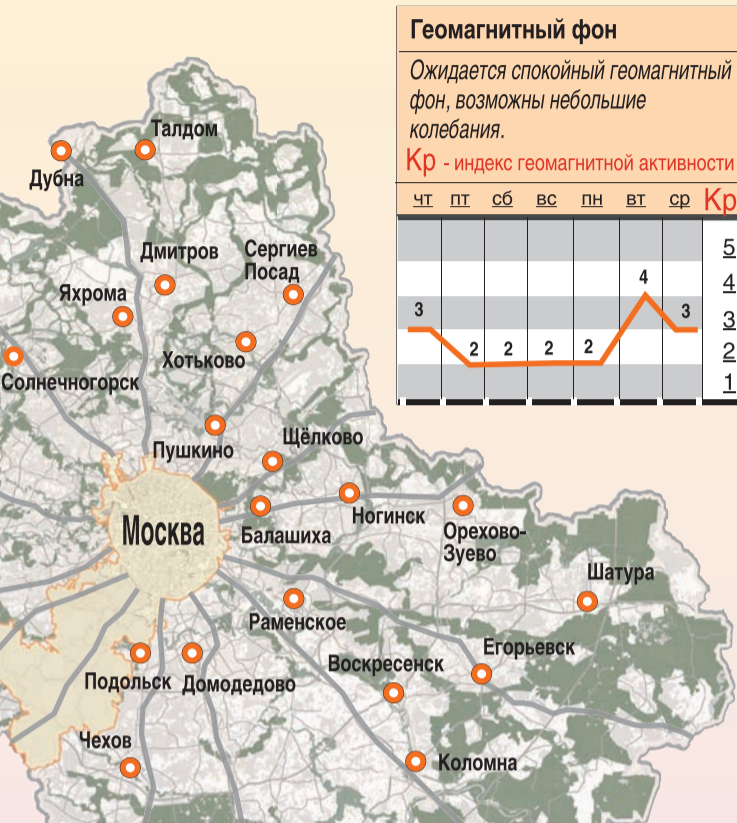 Геомагнитный фон
Ожидается спокойный геомагнитный
фон, возможны небольшие
колебания.
Кр - индекс геомагнитной активности
чт пт сб вс пн вт ср Кр
5
4
3
2
1
3 2 2 2 2 4 3
Талдом
Дубна
Дмитров
Сергиев
Посад
Яхрома
Хотьково
Солнечногорск
Пушкино
Щёлково
Москва
Балашиха
Ногинск
Орехово-
Зуево
Шатура
Раменское
Воскресенск
Егорьевск
Подольск
Домодедово
Чехов
Коломна